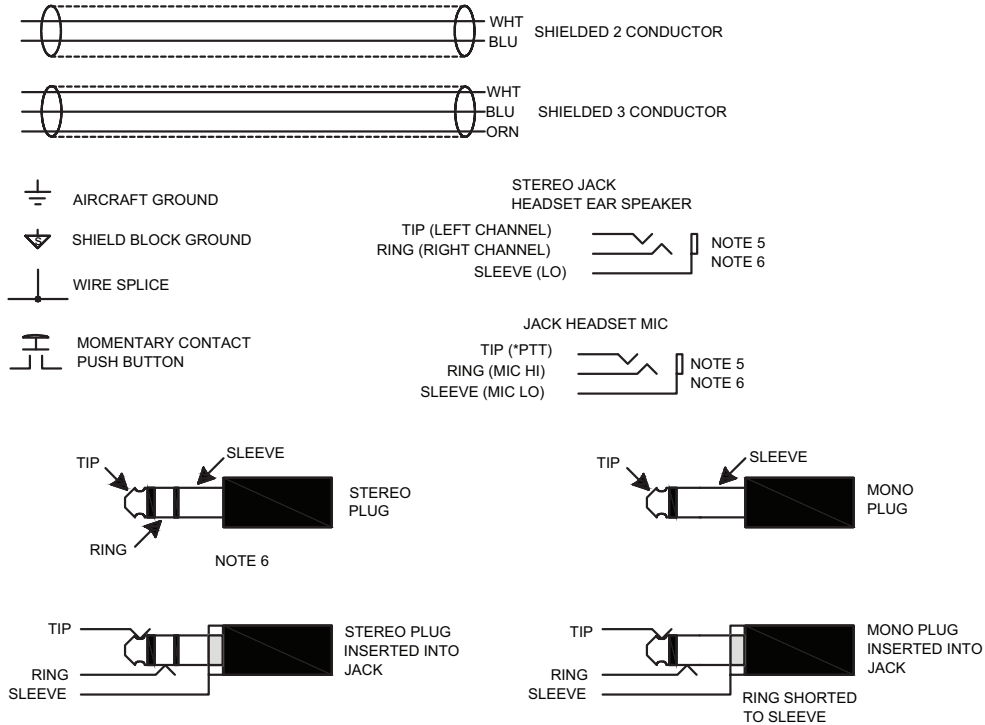 WHT
BLU
SHIELDED 2 CONDUCTOR
WHT
BLU
ORN
SHIELDED 3 CONDUCTOR
AIRCRAFT GROUND
S
SHIELD BLOCK GROUND
WIRE SPLICE
MOMENTARY CONTACT
PUSH BUTTON
STEREO JACK
HEADSET EAR SPEAKER
TIP (LEFT CHANNEL)
RING (RIGHT CHANNEL)
SLEEVE (LO)
NOTE 5
NOTE 6
JACK HEADSET MIC
TIP (*PTT)
RING (MIC HI)
SLEEVE (MIC LO)
NOTE 5
NOTE 6
TIP
SLEEVE
RING
STEREO
PLUG
NOTE 6
TIP
SLEEVE
MONO
PLUG
TIP
RING
SLEEVE
STEREO PLUG
INSERTED INTO
JACK
TIP
RING
SLEEVE
MONO PLUG
INSERTED INTO
JACK
RING SHORTED
TO SLEEVE